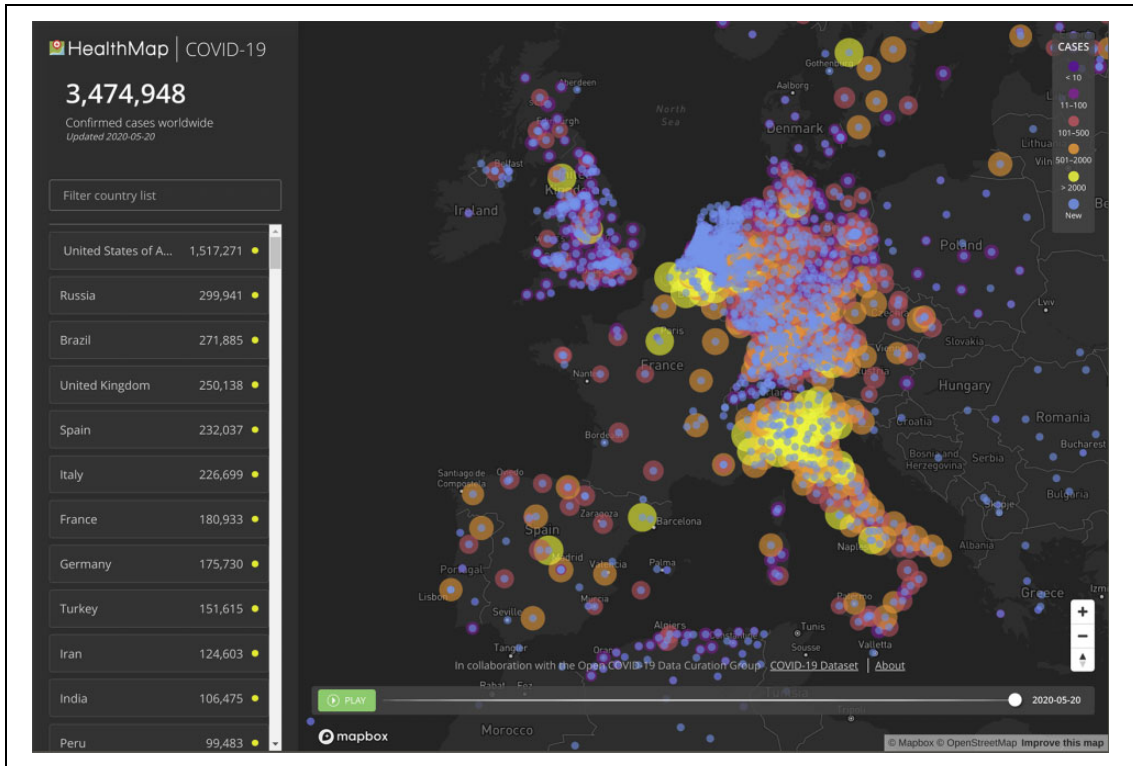 HealthMap | COVID-19
3,474,948
Confirmed cases worldwide
Updated 2020-05-20
Filter country list
United States of A... 1,517,271
Russia 299,941
Brazil 271,885
United Kingdom 250,138
Spain 232,037
Italy 226,699
France 180,933
Germany 175,730
Turkey 151,615
Iran 124,603
India 106,475
Peru 99,483
CASES
< 10
11–100
101–500
501–2000
> 2000
New
Gothenburg
Aberdeen
Aalborg
North
Sea
Denmark
Belfast
Ireland
Poland
Lviv
Paris
Slovakia
France
Hungary
Croatia
Romania
Bucharest
Bosnia and
Herzegovina
Serbia
Santiago de
Compostela
Bulgaria
Zaragoza
Barcelona
Spain
Madrid
Naples
Albania
Valencia
Palma
Portugal
Lisbon
Greece
Murcia
Seville
Palermo
Algiers
Tunis
Tangier
Oran
Sousse
Valletta
In collaboration with the Open COVID-19 Data Curation Group COVID-19 Dataset | About
PLAY
2020-05-20
Tunisia
Tripoli
Morocco
mapbox
© Mapbox © OpenStreetMap Improve this map